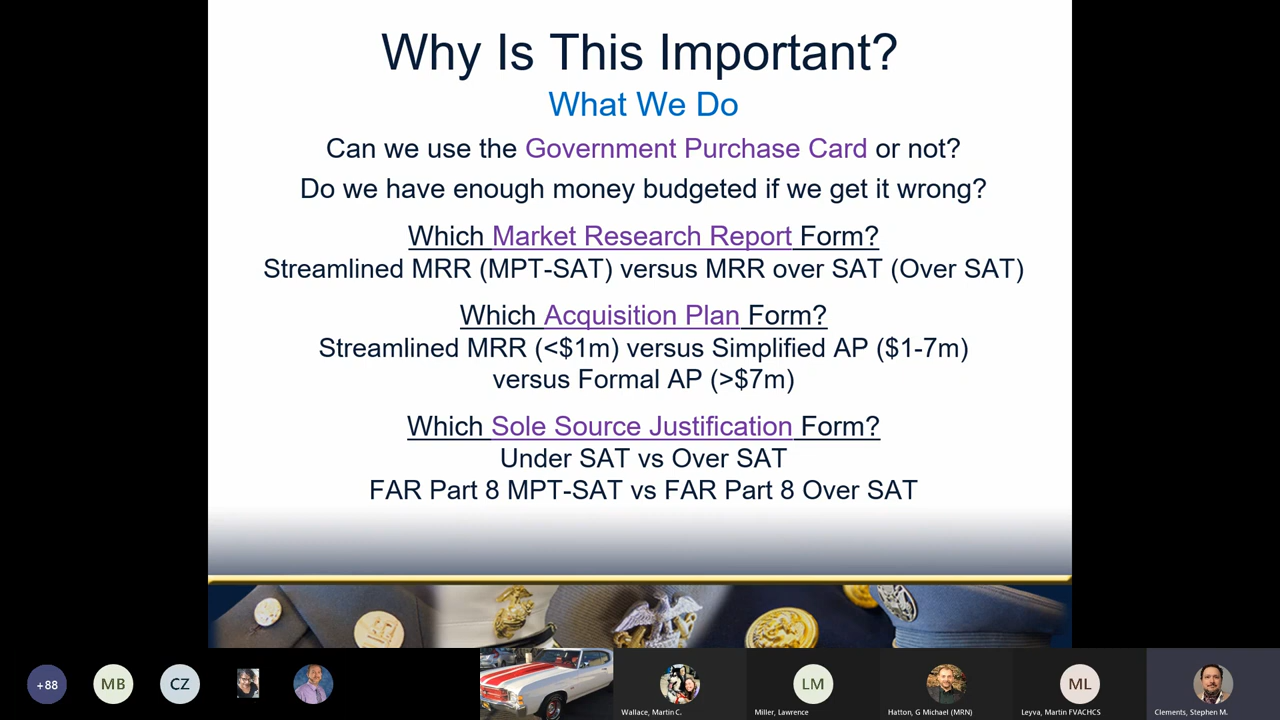 Why Is This Important?
What We Do
Can we use the Government Purchase Card or not?
Do we have enough money budgeted if we get it wrong?
Which Market Research Report Form?
Streamlined MRR (MPT-SAT) versus MRR over SAT (Over SAT)
Which Acquisition Plan Form?
Streamlined MRR (<$1m) versus Simplified AP ($1-7m)
versus Formal AP (>$7m)
Which Sole Source Justification Form?
Under SAT vs Over SAT
FAR Part 8 MPT-SAT vs FAR Part 8 Over SAT
+88
MB
CZ
LM
ML
Wallace, Martin C.
Miller, Lawrence
Hatton, G Michael (MRN)
Leyva, Martin FVACHCS
Clements, Stephen M.